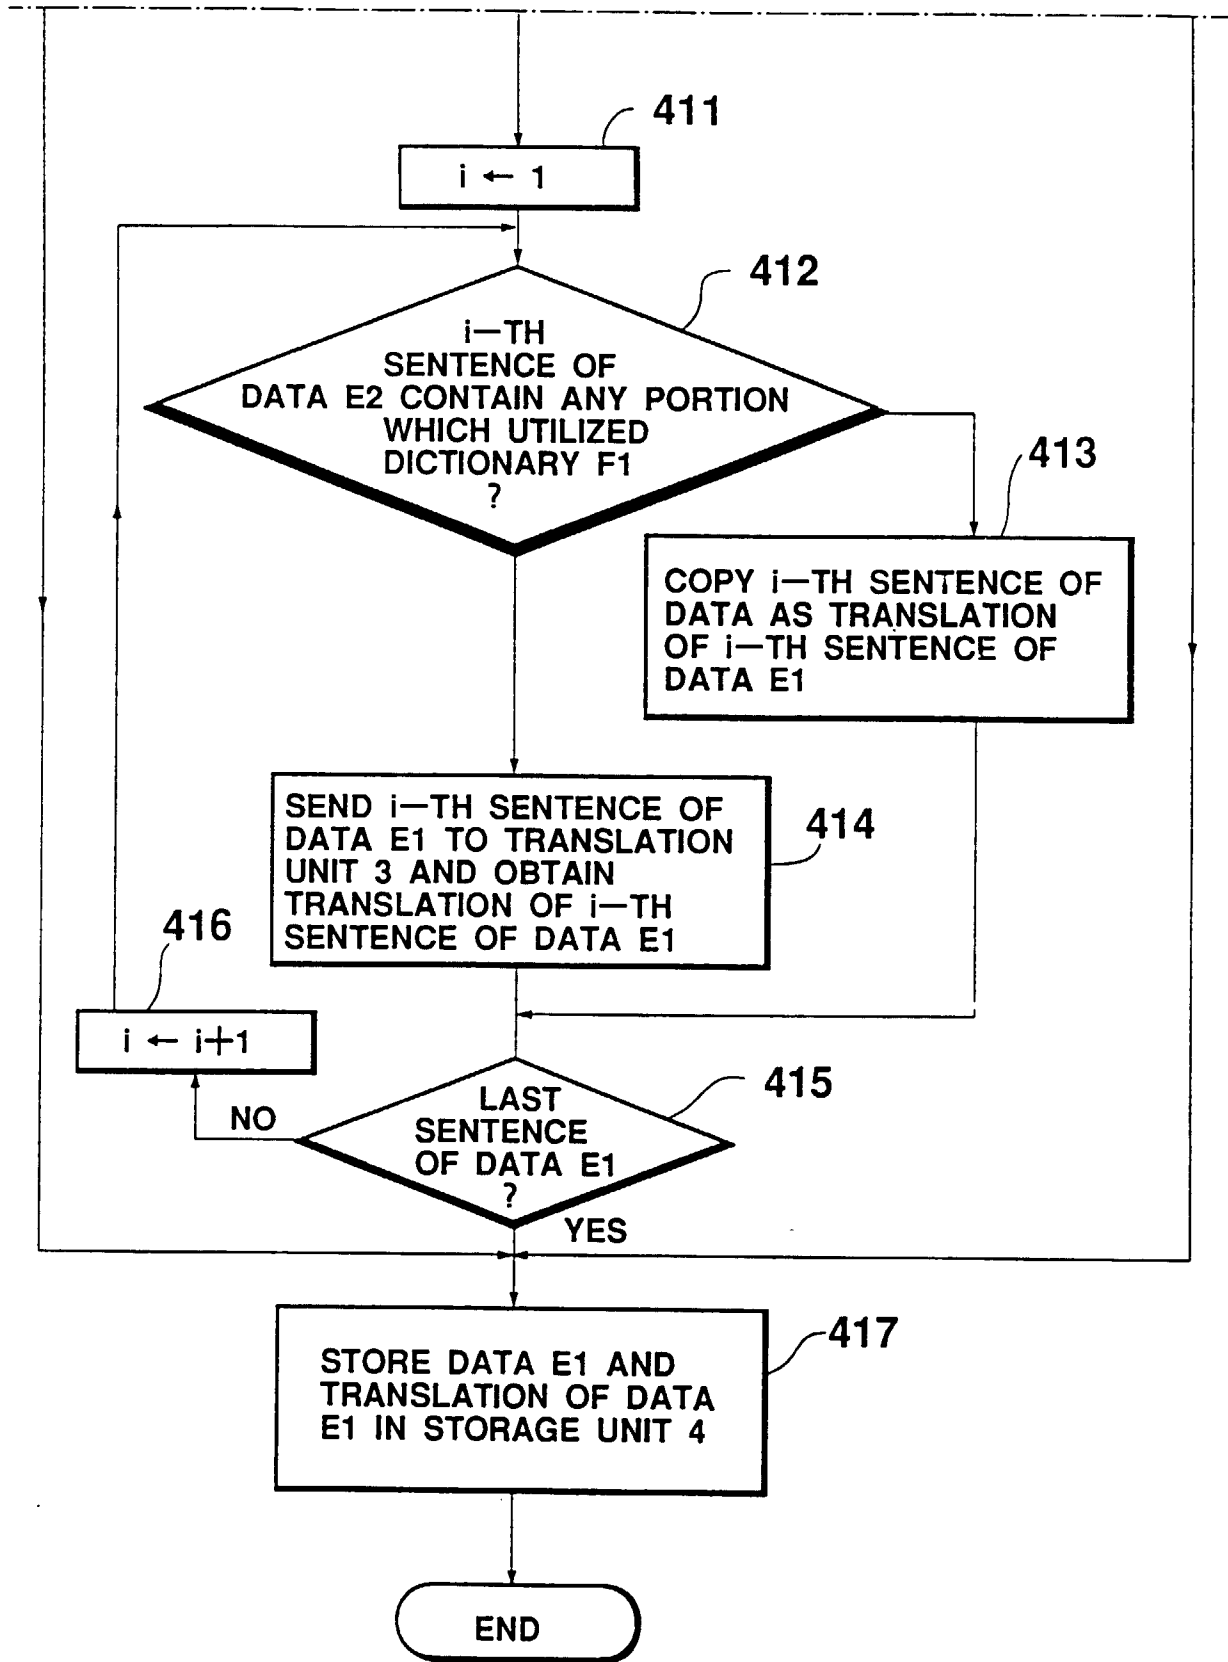 411
i ← 1
412
i—TH
SENTENCE OF
DATA E2 CONTAIN ANY PORTION
WHICH UTILIZED
DICTIONARY F1
?
413
COPY i—TH SENTENCE OF
DATA AS TRANSLATION
OF i—TH SENTENCE OF
DATA E1
SEND i—TH SENTENCE OF
DATA E1 TO TRANSLATION
UNIT 3 AND OBTAIN
TRANSLATION OF i—TH
SENTENCE OF DATA E1
414
416
i ← i+1
415
LAST
SENTENCE
OF DATA E1
?
NO
YES
417
STORE DATA E1 AND
TRANSLATION OF DATA
E1 IN STORAGE UNIT 4
END